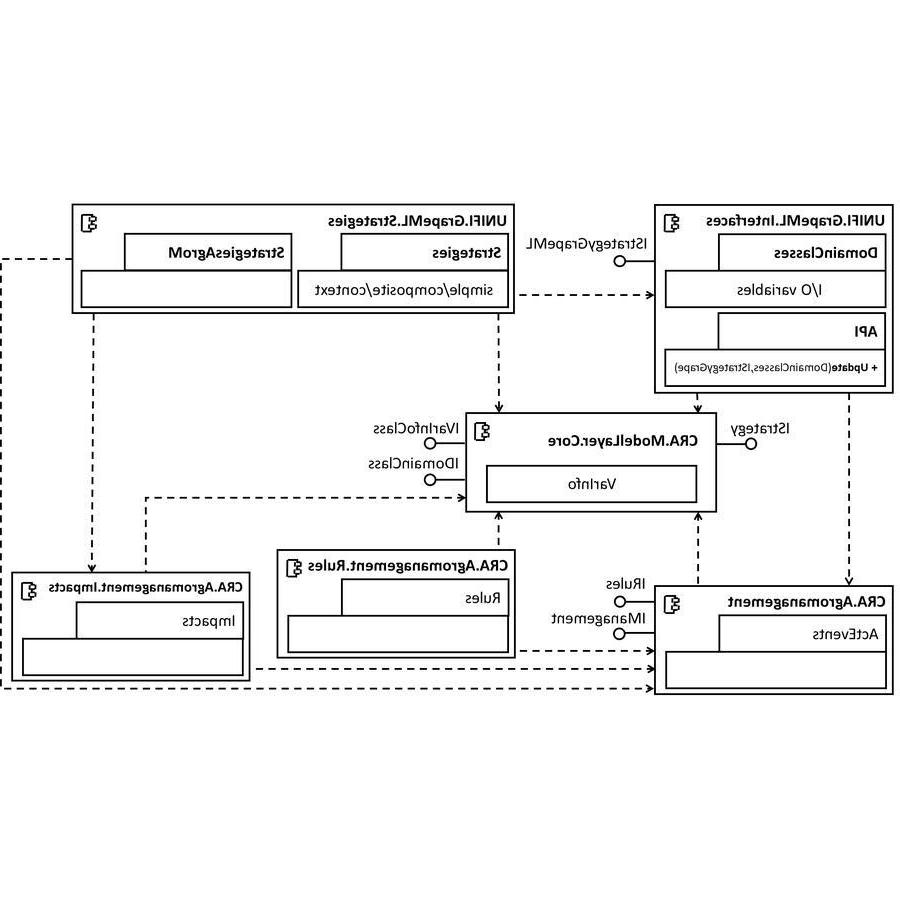 UNIFI.GrapeML.Interfaces
DomainClasses
I/O variables
API
+ Update(DomainClasses,IStrategyGrape)
IStrategyGrapeML
UNIFI.GrapeML.Strategies
Strategies
simple/composite/context
StrategiesAgroM
IStrategy
CRA.ModelLayer.Core
VarInfo
IVarInfoClass
IDomainClass
CRA.Agromanagement
ActEvents
IRules
IManagement
CRA.Agromanagement.Rules
Rules
CRA.Agromanagement.Impacts
Impacts